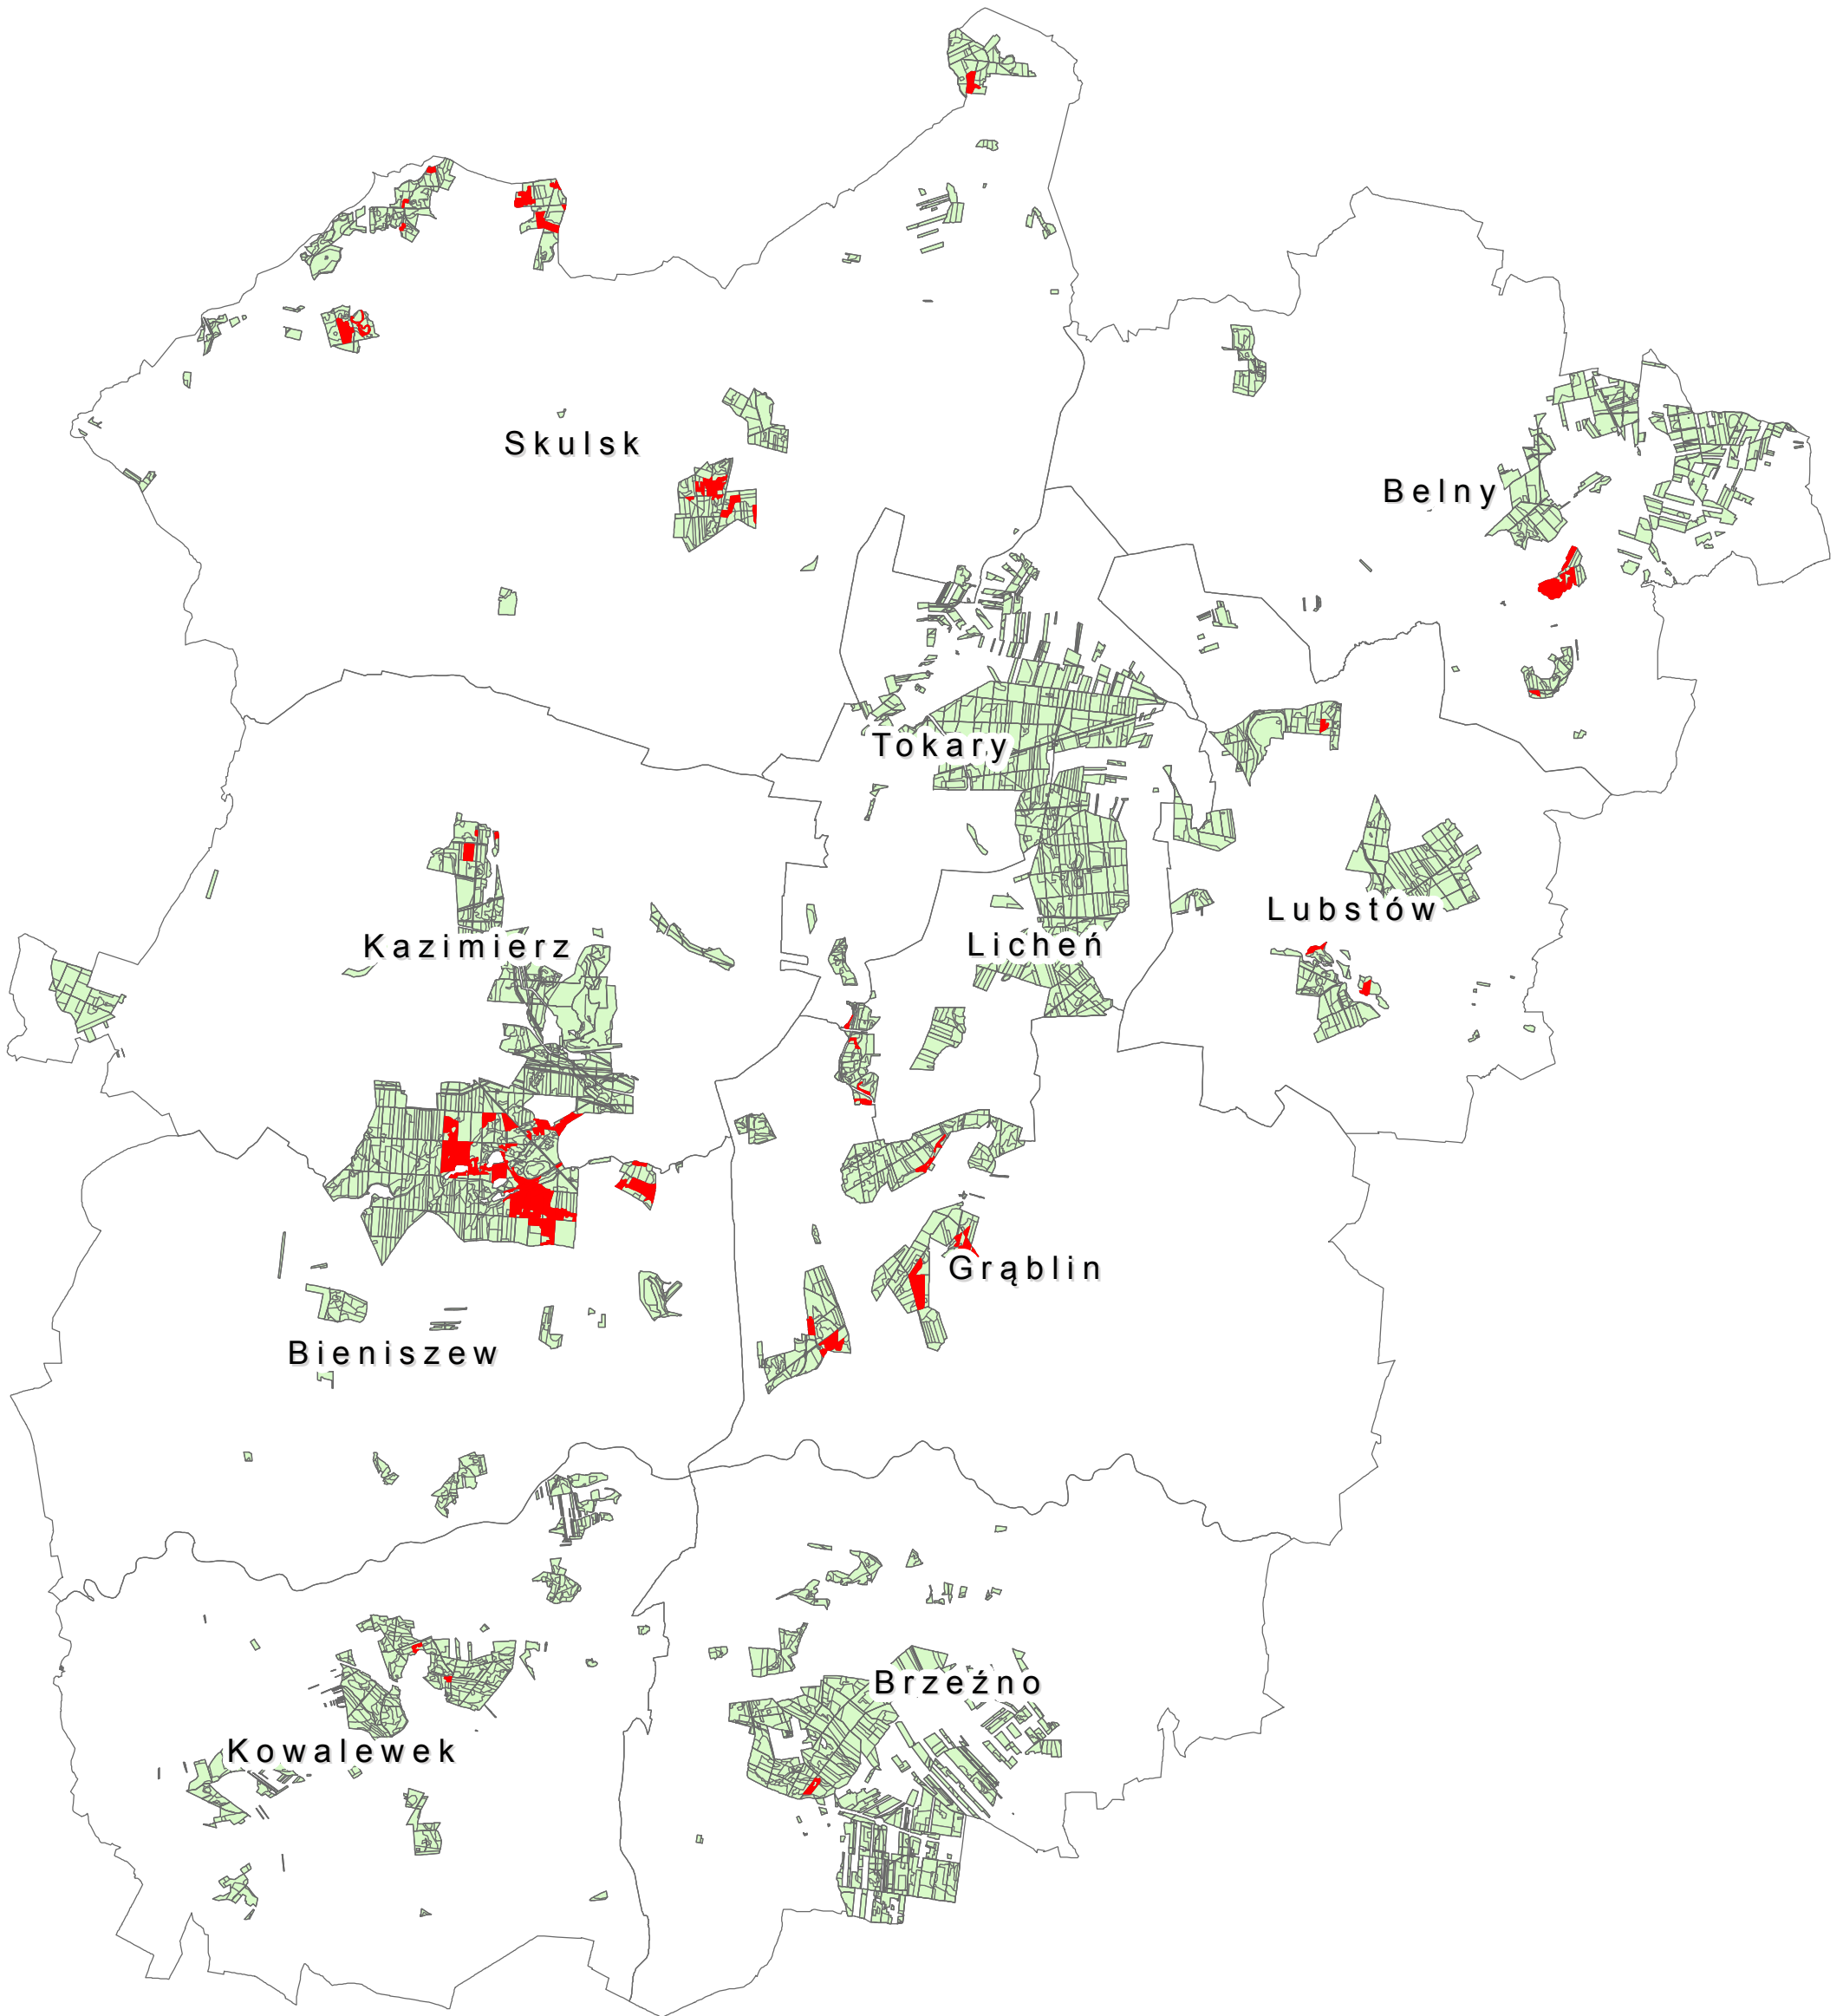 Skulsk
Belny
Tokary
Lubstów
Kazimierz
Licheń
Grąblin
Bieniszew
Brzeźno
Kowalewek